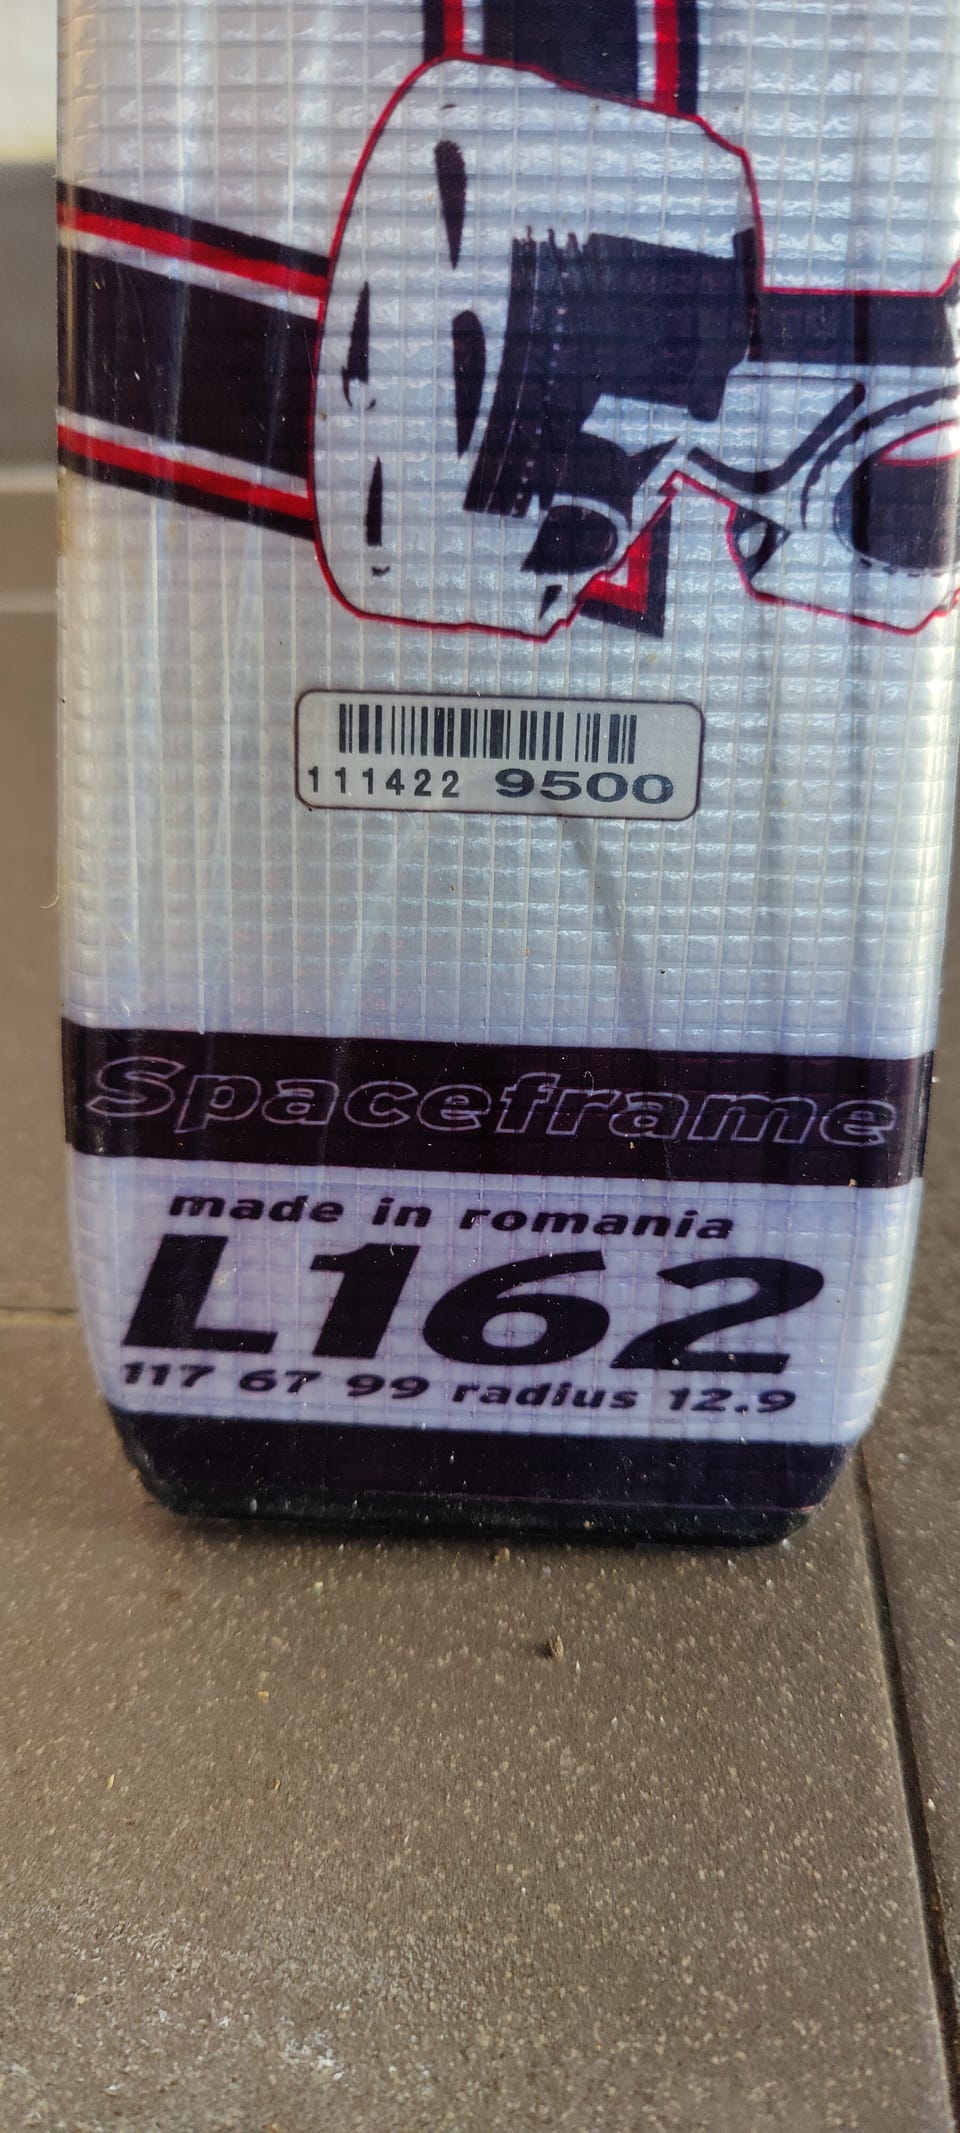 111422 9500
Spaceframe
made in romania
L162
117 67 99 radius 12.9